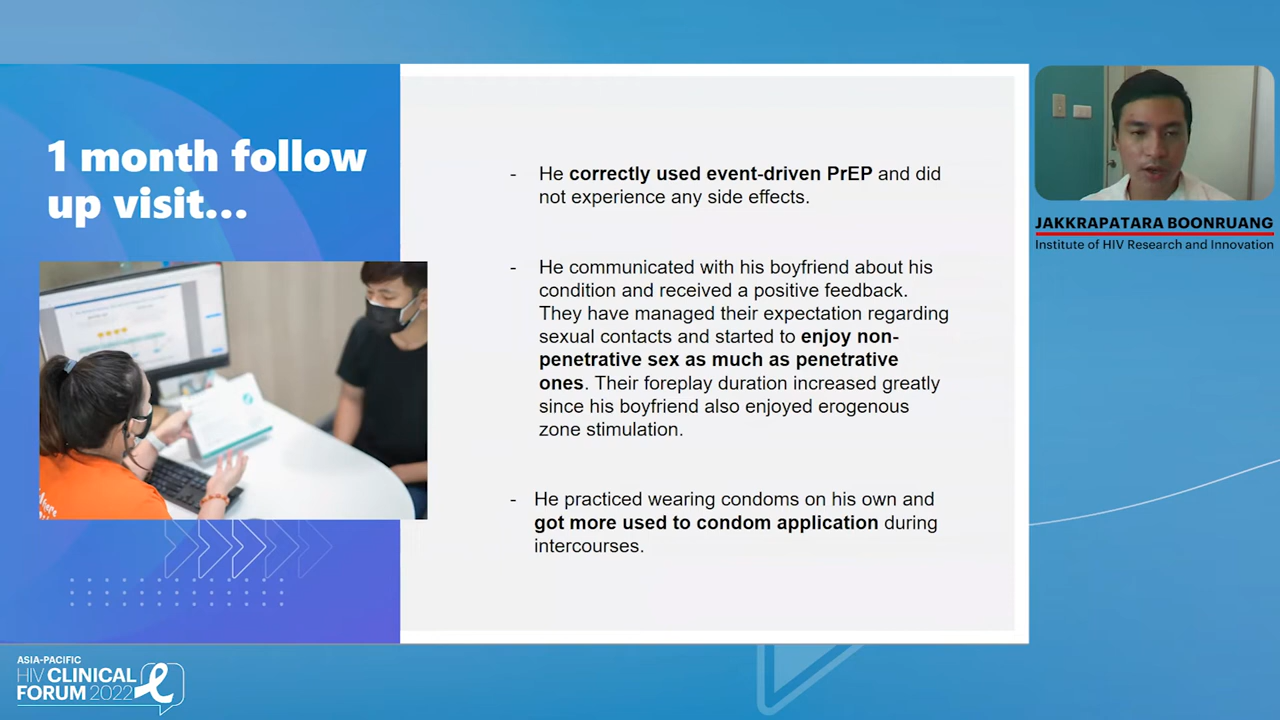 1 month follow
up visit...
- He correctly used event-driven PrEP and did
not experience any side effects.
- He communicated with his boyfriend about his
condition and received a positive feedback.
They have managed their expectation regarding
sexual contacts and started to enjoy non-
penetrative sex as much as penetrative
ones. Their foreplay duration increased greatly
since his boyfriend also enjoyed erogenous
zone stimulation.
- He practiced wearing condoms on his own and
got more used to condom application during
intercourses.
JAKKRAPATARA BOONRUANG
Institute of HIV Research and Innovation
ASIA-PACIFIC
HIV CLINICAL
FORUM 2022